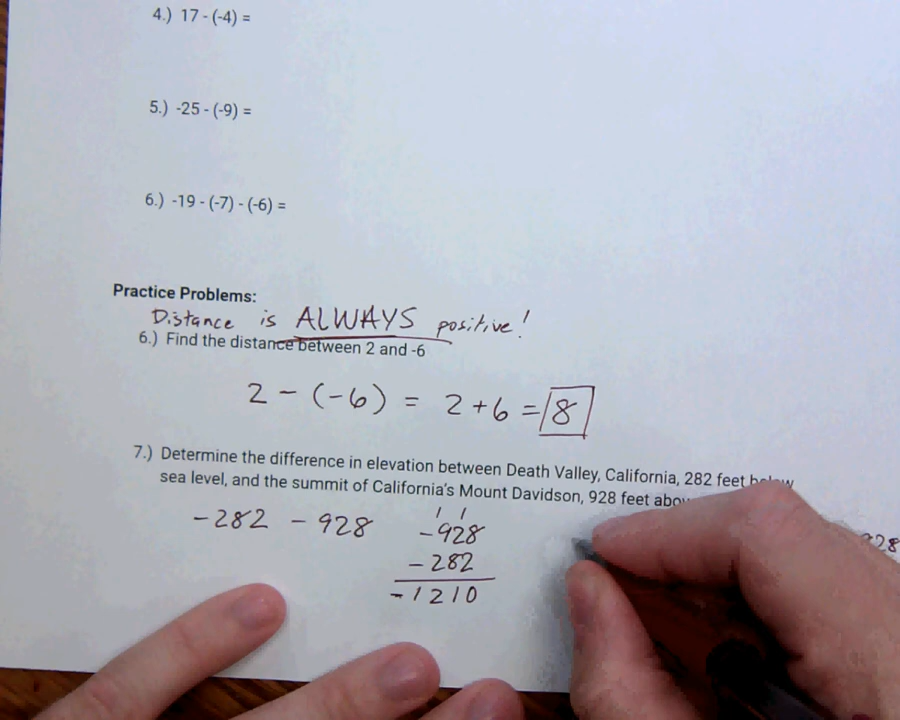 4.) 17 - (-4) =
5.) -25 - (-9) =
6.) -19 - (-7) - (-6) =
Practice Problems:
Distance is ALWAYS positive!
6.) Find the distance between 2 and -6
2 - (-6) = 2 + 6 = 8
7.) Determine the difference in elevation between Death Valley, California, 282 feet below
sea level, and the summit of California's Mount Davidson, 928 feet
-282 - 928
1 1
-928
-282
-1210